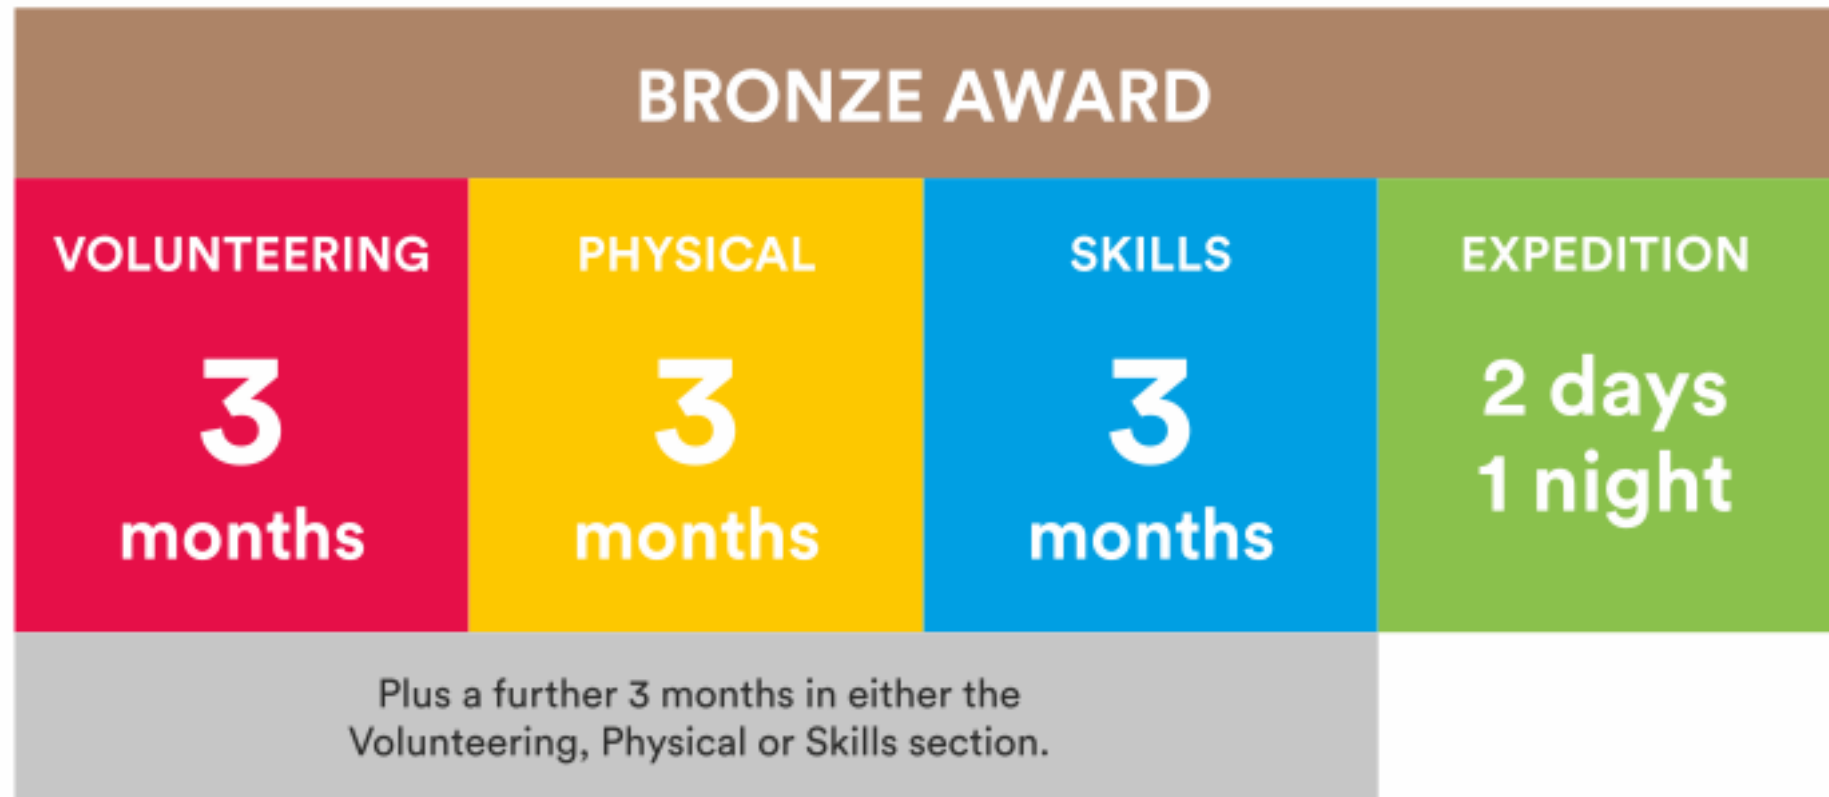 BRONZE AWARD
VOLUNTEERING
3
months
PHYSICAL
3
months
SKILLS
3
months
EXPEDITION
2 days
1 night
Plus a further 3 months in either the
Volunteering, Physical or Skills section.